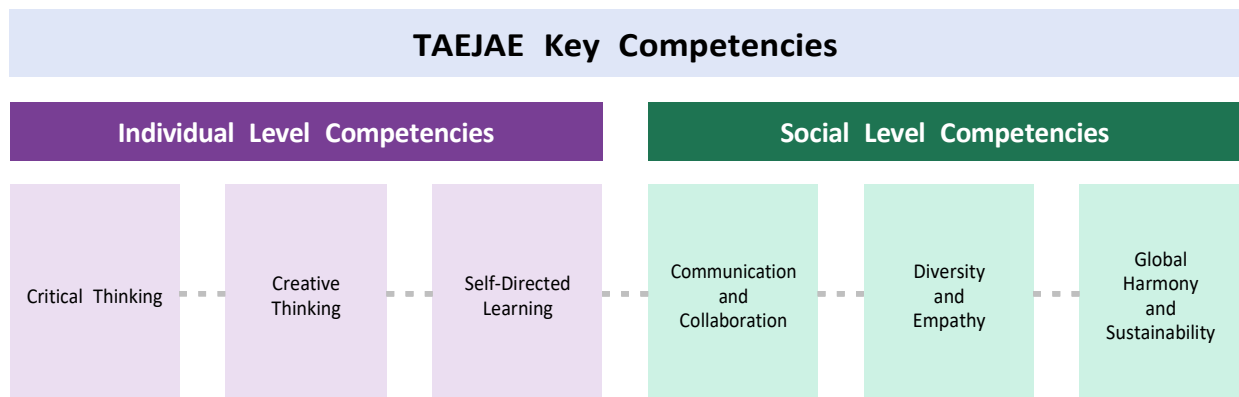 TAEJAE Key Competencies
Individual Level Competencies
Social Level Competencies
Critical Thinking
Creative
Thinking
Self-Directed
Learning
Communication
and
Collaboration
Diversity
and
Empathy
Global
Harmony
and
Sustainability